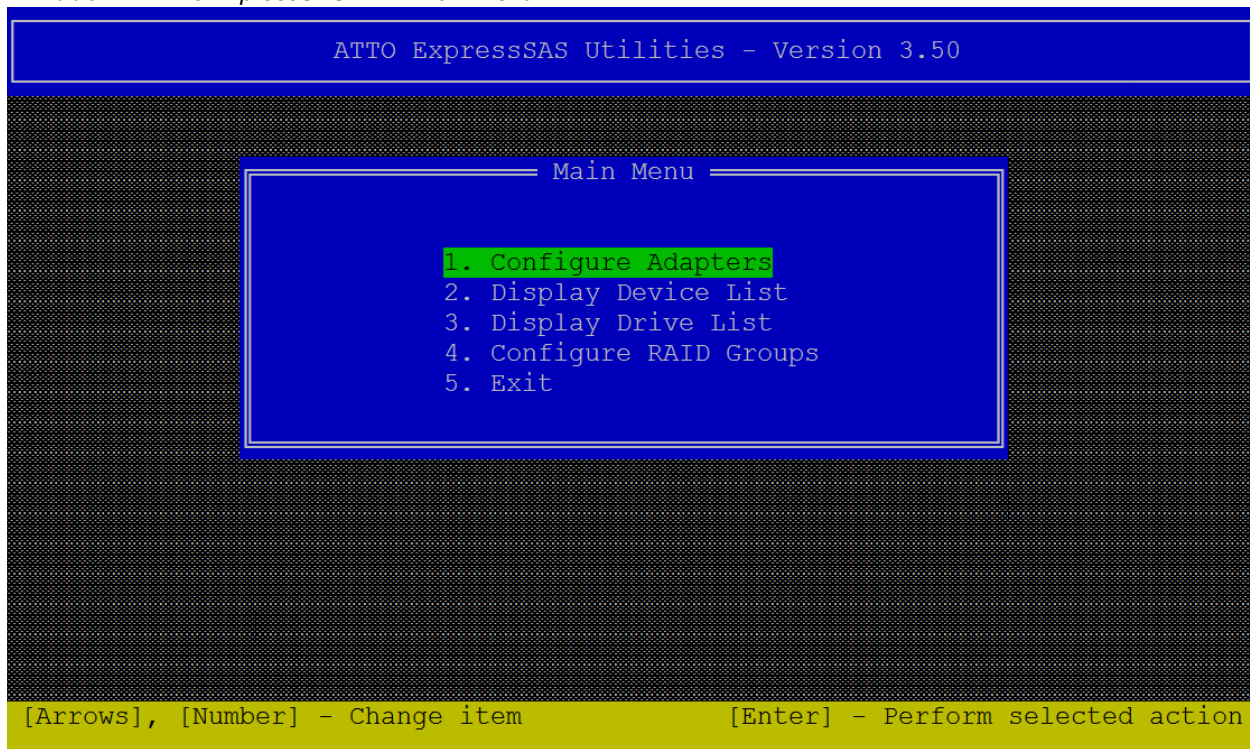 ATTO ExpressSAS Utilities - Version 3.50
Main Menu
1. Configure Adapters
2. Display Device List
3. Display Drive List
4. Configure RAID Groups
5. Exit
[Arrows], [Number] - Change item [Enter] - Perform selected action